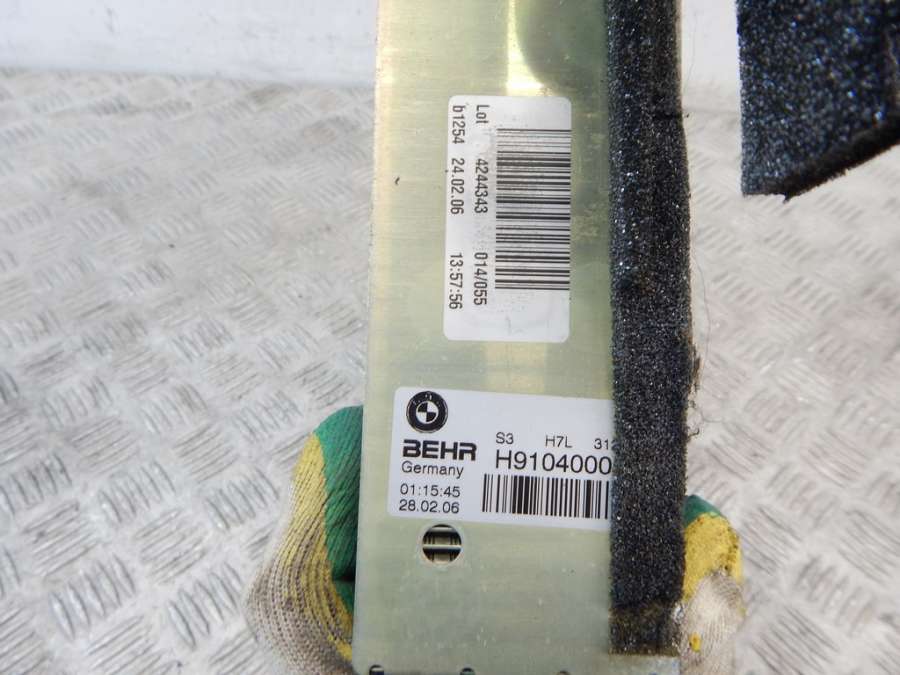 Lot 4244343 014/055
b1254 24.02.06 13:57:56
BEHR
Germany
01:15:45
28.02.06
S3 H7L
H9104000